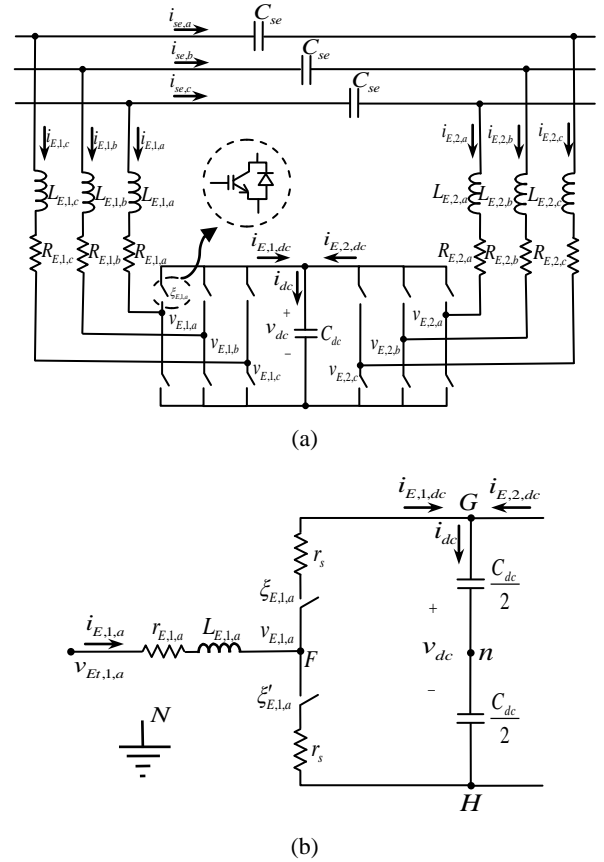 i_{se,a}
C_{se}
i_{se,b}
C_{se}
i_{se,c}
C_{se}
i_{E,1,c} i_{E,1,b} i_{E,1,a} i_{E,2,a} i_{E,2,b} i_{E,2,c}
L_{E,1,c} L_{E,1,b} L_{E,1,a} L_{E,2,a} L_{E,2,b} L_{E,2,c}
R_{E,1,c} R_{E,1,b} R_{E,1,a} i_{E,1,dc} i_{E,2,dc} R_{E,2,a} R_{E,2,b} R_{E,2,c}
ξ_{E,1,a} i_{dc}
v_{E,1,a} + v_{E,2,a}
v_{dc} C_{dc}
v_{E,1,b} − v_{E,2,b}
v_{E,1,c} v_{E,2,c}
(a)
i_{E,1,dc} G i_{E,2,dc}
i_{dc}
r_s C_{dc}/2
ξ_{E,1,a}
i_{E,1,a} r_{E,1,a} L_{E,1,a} v_{E,1,a} +
v_{Et,1,a} F v_{dc} n
N ξ′_{E,1,a} − C_{dc}/2
r_s
H
(b)